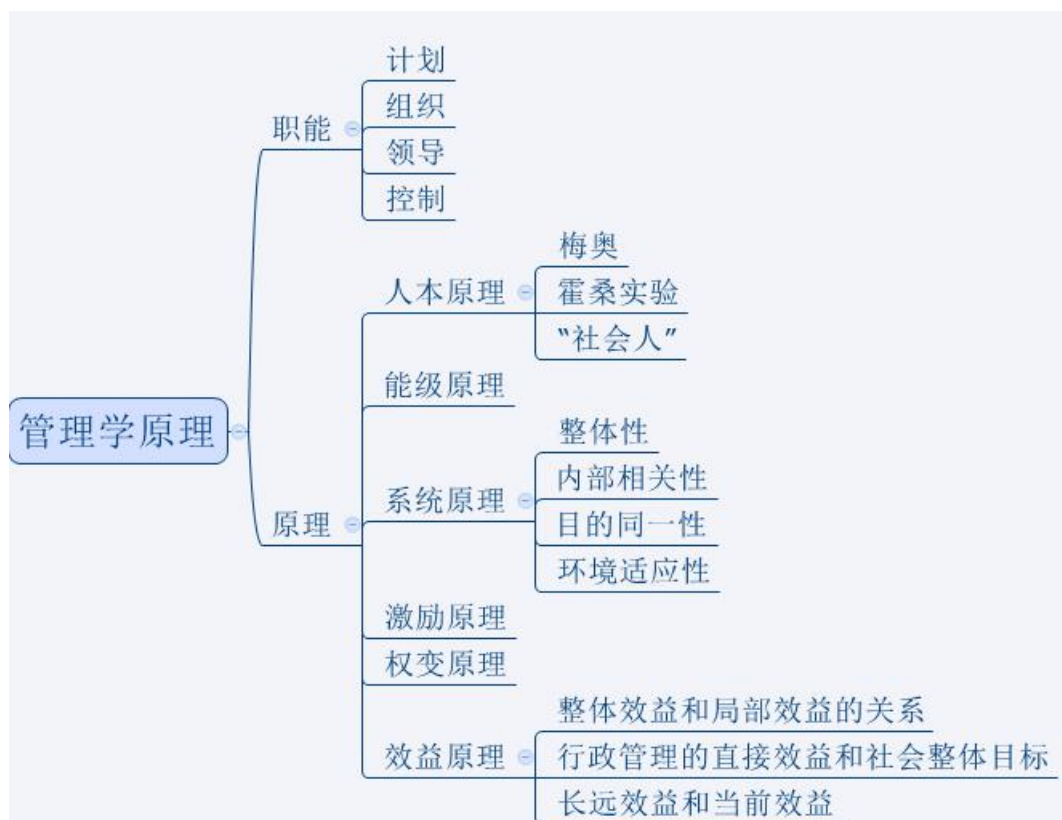 计划
组织
职能
领导
控制
梅奥
人本原理
霍桑实验
“社会人”
能级原理
管理学原理
整体性
内部相关性
系统原理
目的同一性
原理
环境适应性
激励原理
权变原理
整体效益和局部效益的关系
效益原理
行政管理的直接效益和社会整体目标
长远效益和当前效益